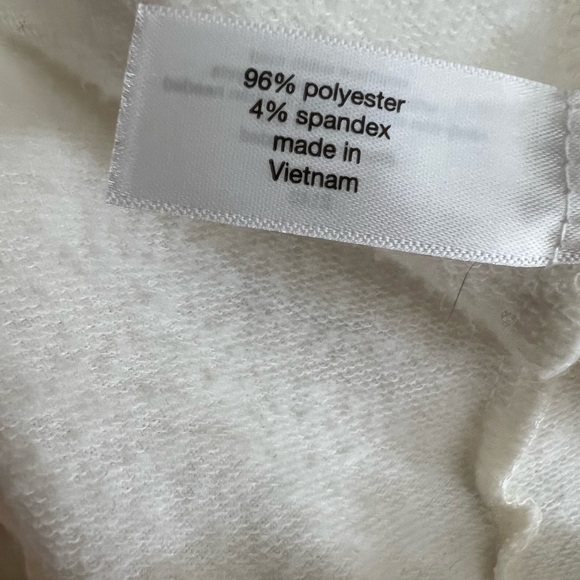 96% polyester
4% spandex
made in
Vietnam